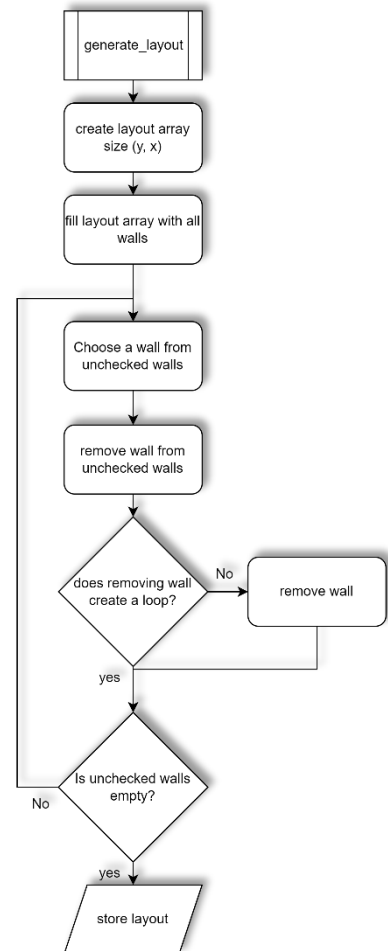 generate_layout
create layout array
size (y, x)
fill layout array with all
walls
Choose a wall from
unchecked walls
remove wall from
unchecked walls
does removing wall
create a loop?
No
remove wall
yes
Is unchecked walls
empty?
No
yes
store layout